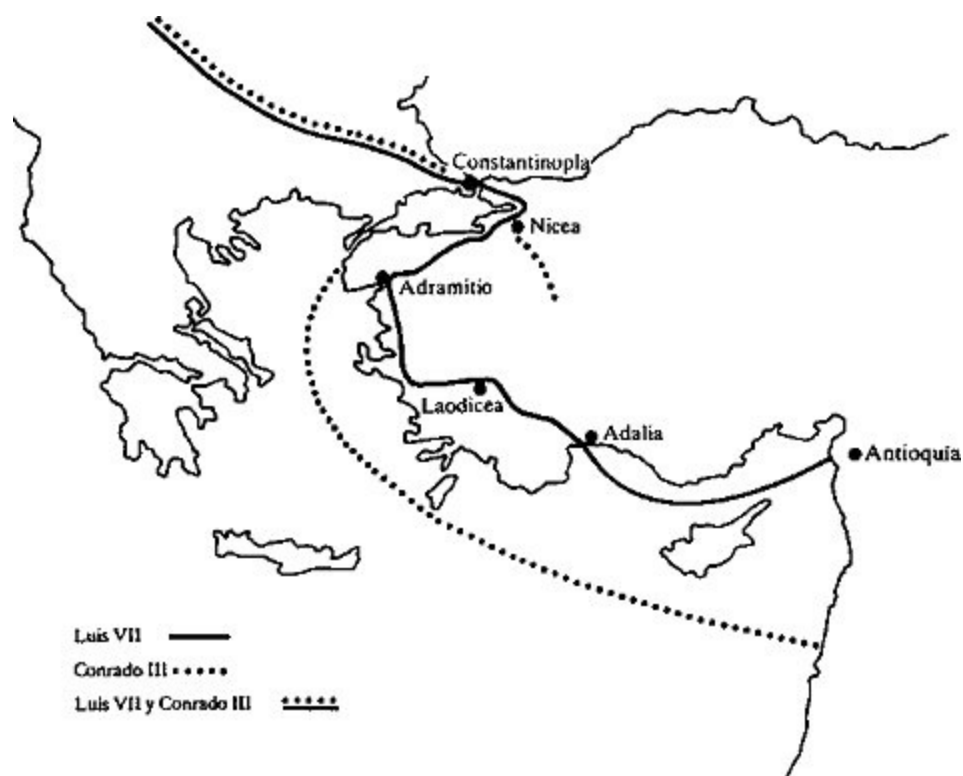 Constantinopla
Nicea
Adramitio
Laodicea
Adalia
Antioquía
Luis VII
Conrado III
Luis VII y Conrado III